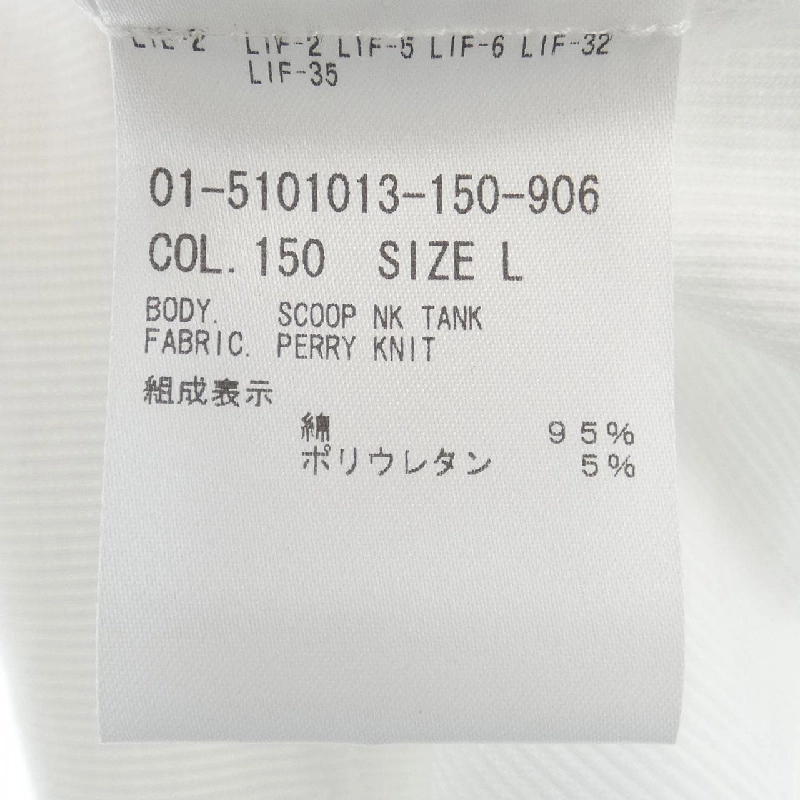 LIF-2 LIF-5 LIF-6 LIF-32
LIF-35
01-5101013-150-906
COL. 150 SIZE L
BODY. SCOOP NK TANK
FABRIC. PERRY KNIT
組成表示
綿 95%
ポリウレタン 5%